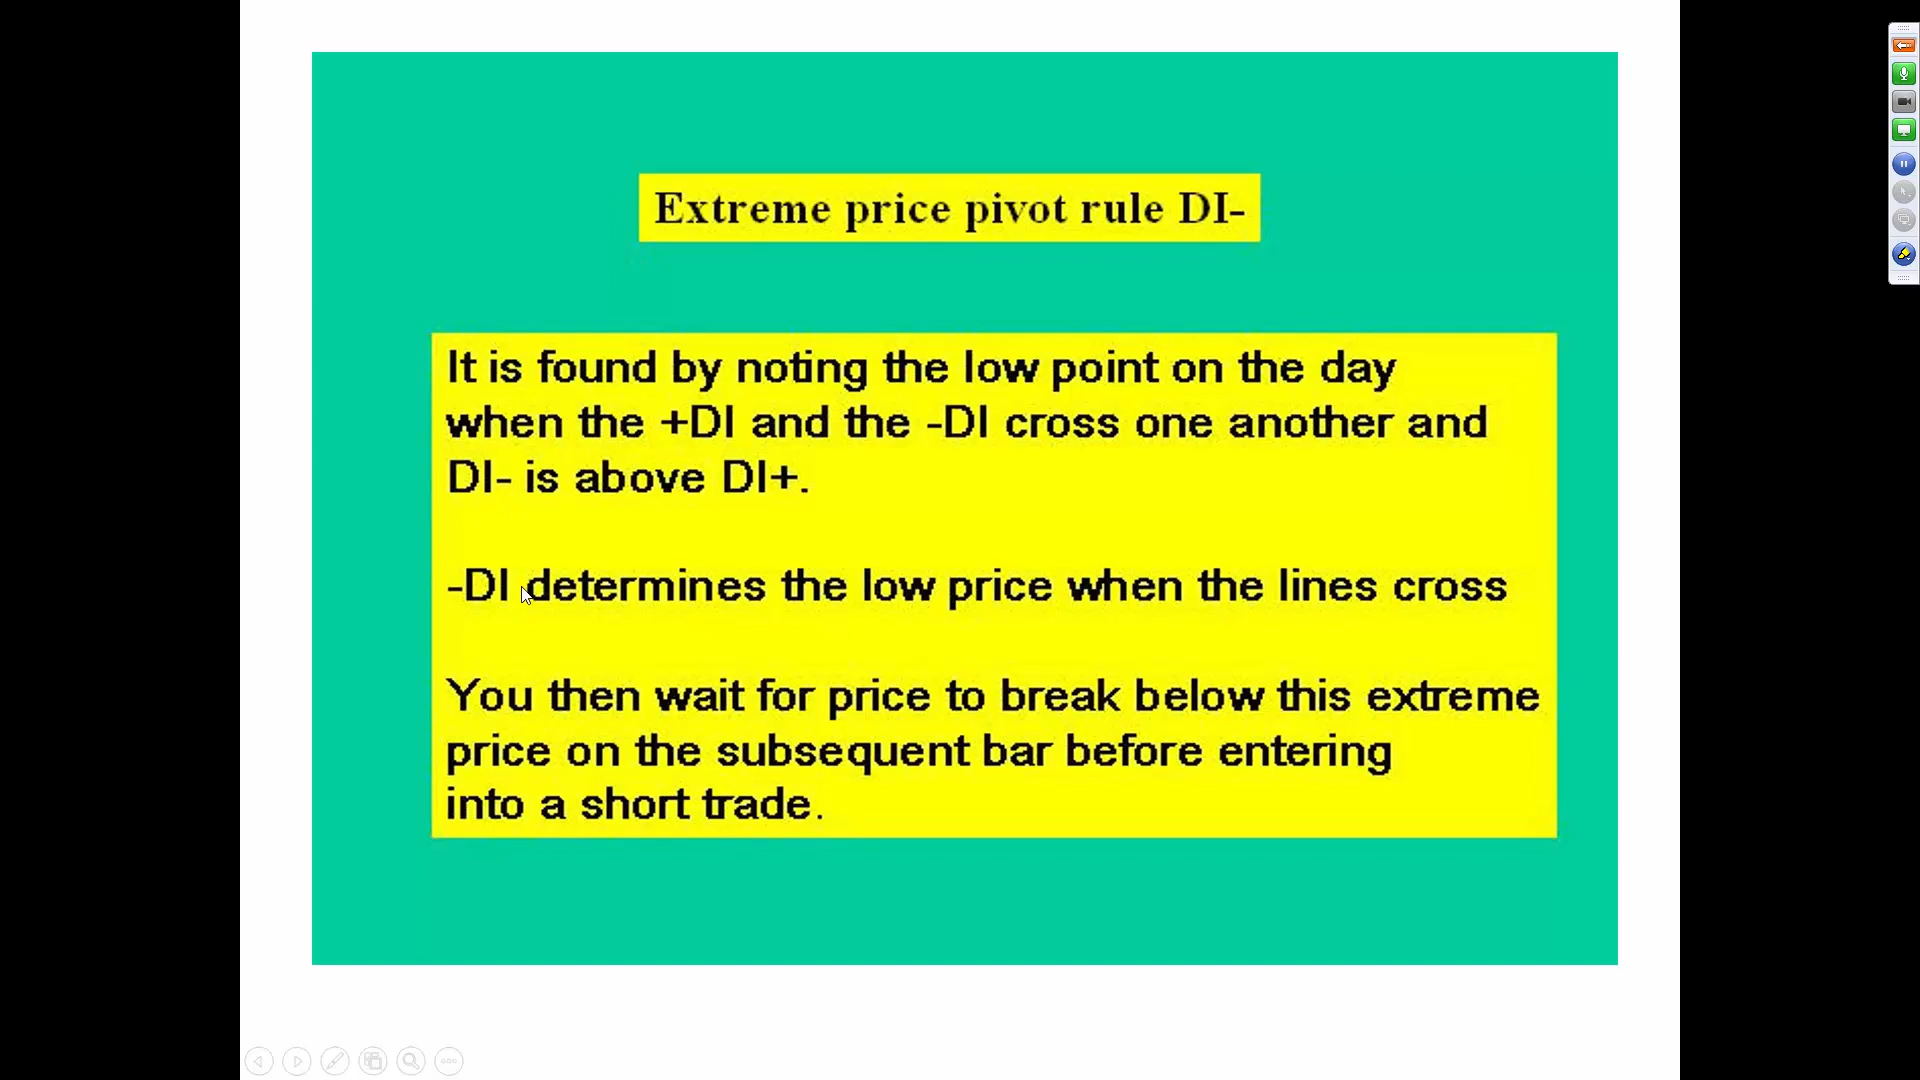 Extreme price pivot rule DI-
It is found by noting the low point on the day
when the +DI and the -DI cross one another and
DI- is above DI+.
-DI determines the low price when the lines cross
You then wait for price to break below this extreme
price on the subsequent bar before entering
into a short trade.